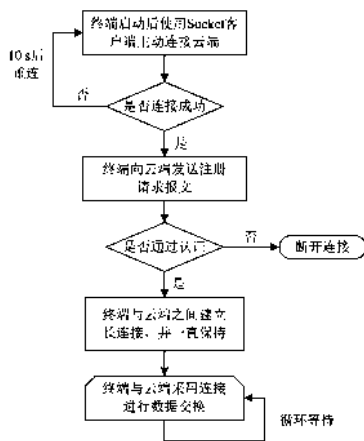 终端启动后使用Socket客
户端主动连接云端
10 s后
重连
否
是否连接成功
是
终端向云端发送注册
请求报文
是否通过认证
否
断开连接
是
终端与云端之间建立
长连接，并一直保持
终端与云端采用连接
进行数据交换
循环等待